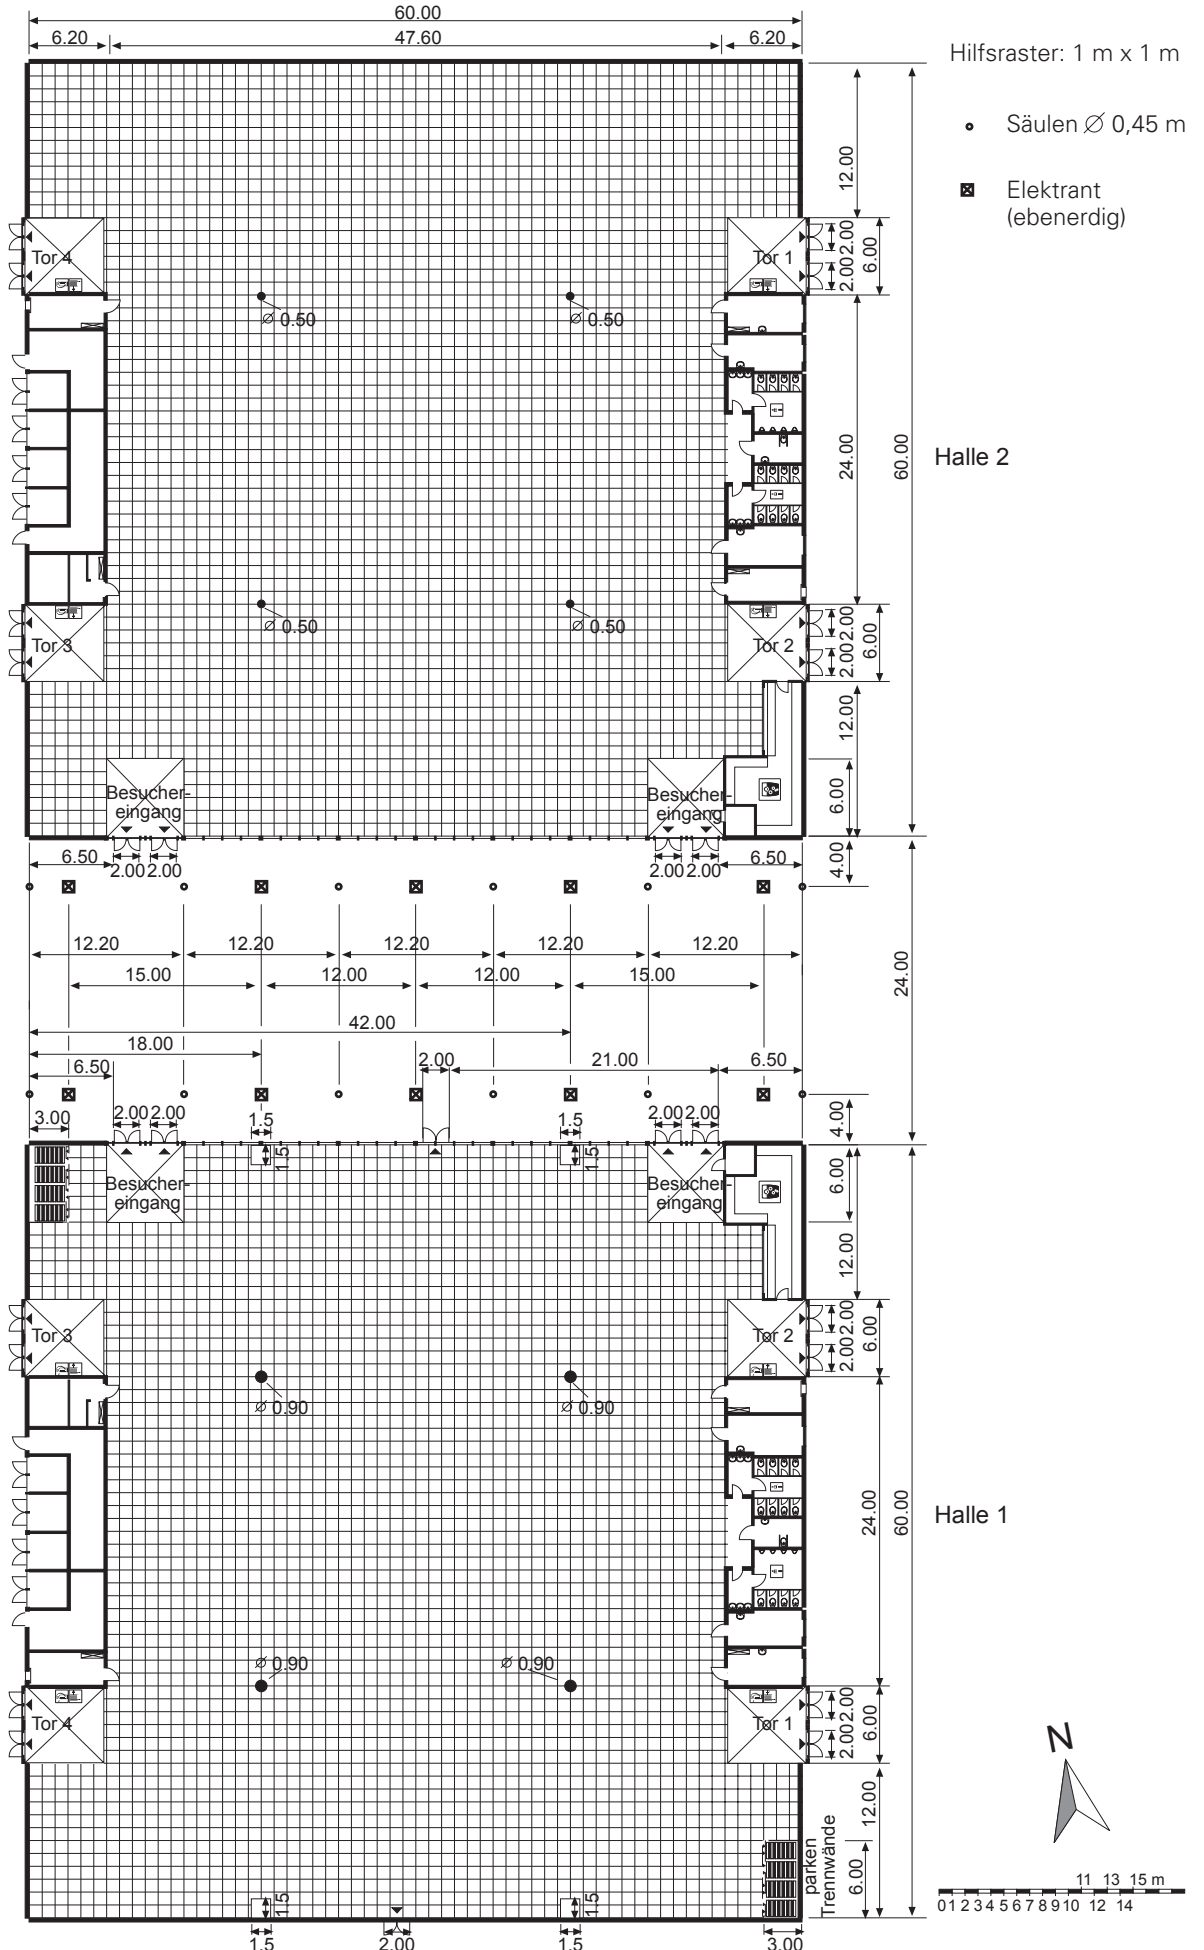 60.00
6.20
47.60
6.20
Hilfsraster: 1 m x 1 m
Säulen ∅ 0,45 m
Elektrant
(ebenerdig)
12.00
Tor 4
Tor 1
2.00 2.00
6.00
∅ 0.50
∅ 0.50
24.00
60.00
Halle 2
∅ 0.50
∅ 0.50
Tor 3
Tor 2
2.00 2.00
6.00
12.00
Besucher-
eingang
Besucher-
eingang
6.00
6.50
2.00 2.00
2.00 2.00
6.50
4.00
12.20
12.20
12.20
12.20
12.20
15.00
12.00
12.00
15.00
24.00
42.00
18.00
6.50
2.00
21.00
6.50
3.00
2.00 2.00
1.5
1.5
2.00 2.00
4.00
1.5
1.5
Besucher-
eingang
Besucher-
eingang
6.00
12.00
Tor 3
Tor 2
2.00 2.00
6.00
∅ 0.90
∅ 0.90
24.00
60.00
Halle 1
∅ 0.90
∅ 0.90
Tor 4
Tor 1
2.00 2.00
6.00
N
12.00
parken
Trennwände
6.00
1.5
1.5
11 13 15 m
0 1 2 3 4 5 6 7 8 9 10 12 14
1.5
2.00
1.5
3.00